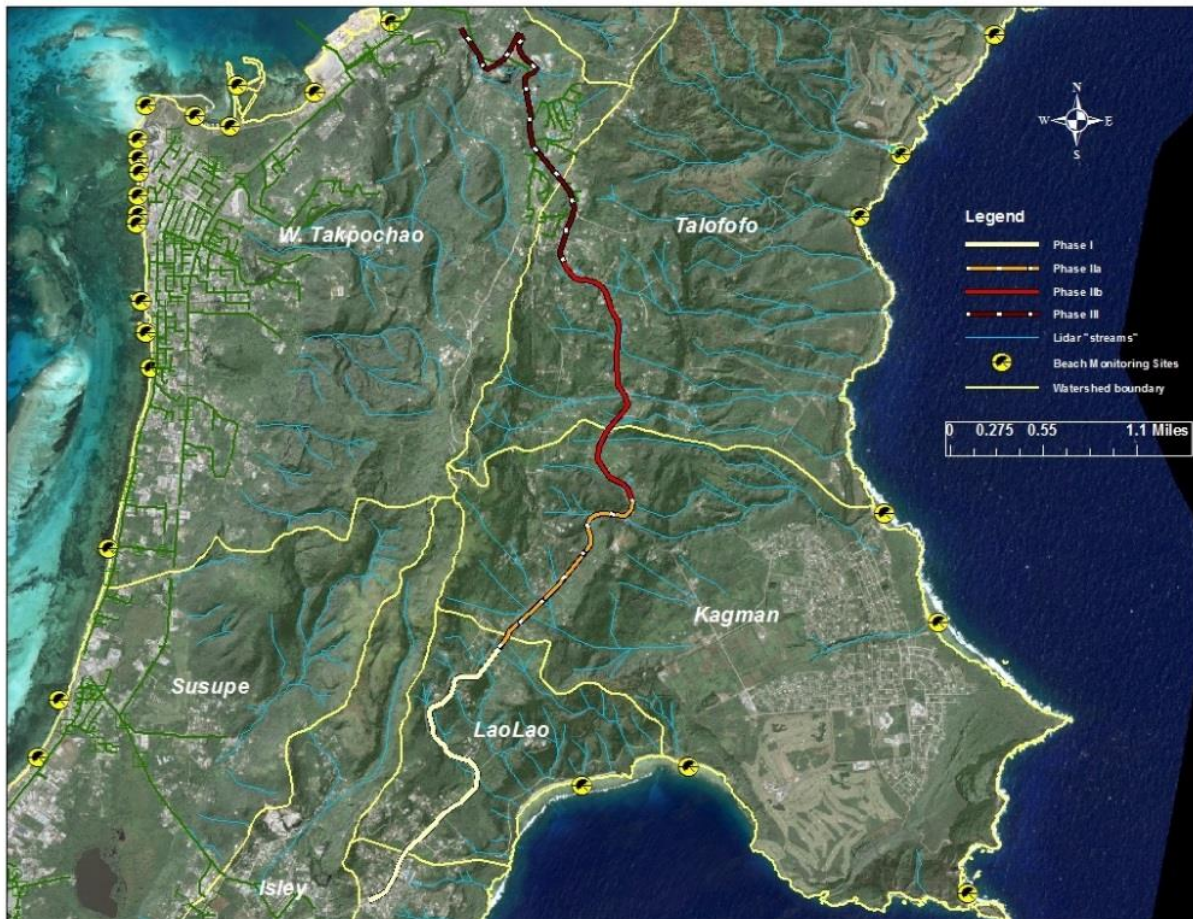 N
W E
S
W. Takpochao
Talofofo
Legend
Phase I
Phase IIa
Phase IIb
Phase III
Lidar "streams"
Beach Monitoring Sites
Watershed boundary
0 0.275 0.55 1.1 Miles
Kagman
Susupe
LaoLao
Isley